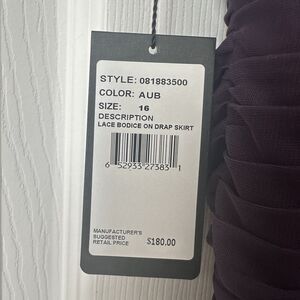 STYLE: 081883500
COLOR: AUB
SIZE: 16
DESCRIPTION
LACE BODICE ON DRAP SKIRT
6 52933 27383 1
MANUFACTURER'S
SUGGESTED
RETAIL PRICE $180.00